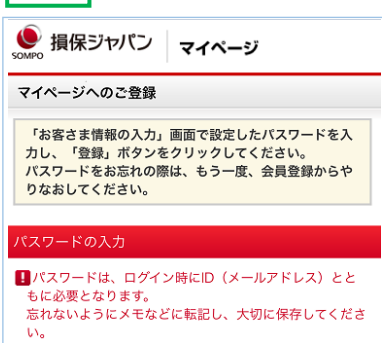 SOMPO 損保ジャパン マイページ
マイページへのご登録
「お客さま情報の入力」画面で設定したパスワードを入
力し、「登録」ボタンをクリックしてください。
パスワードをお忘れの際は、もう一度、会員登録からや
りなおしてください。
パスワードの入力
パスワードは、ログイン時にID（メールアドレス）とと
もに必要となります。
忘れないようにメモなどに転記し、大切に保存してくださ
い。